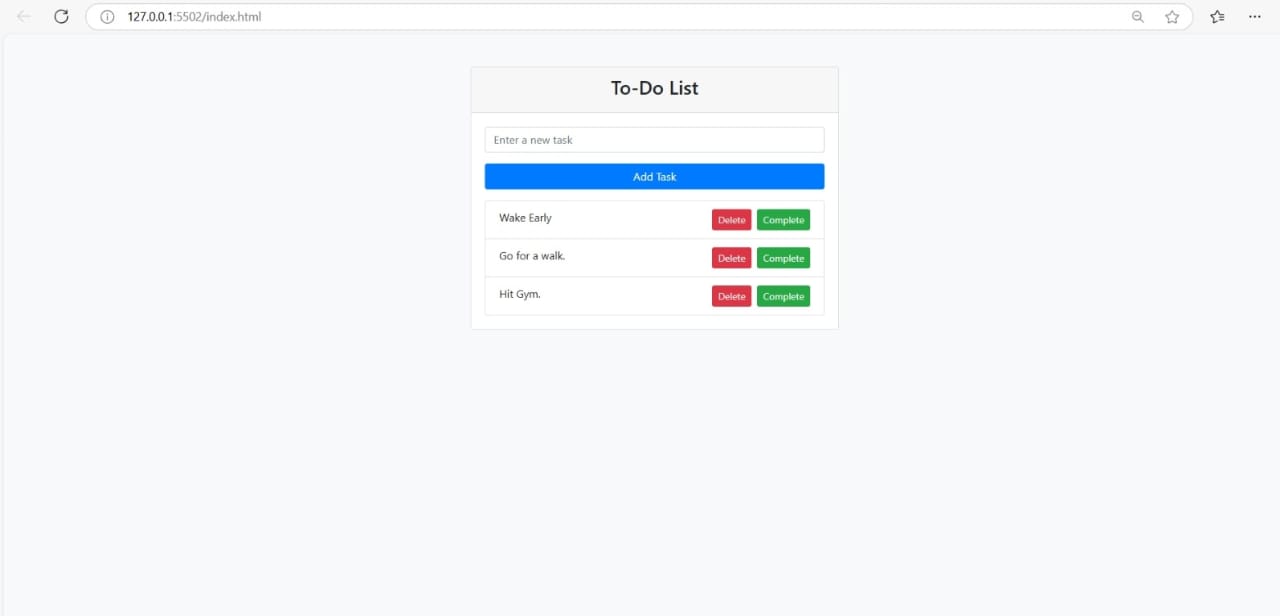 127.0.0.1:5502/index.html
To-Do List
Enter a new task
Add Task
Wake Early Delete Complete
Go for a walk. Delete Complete
Hit Gym. Delete Complete